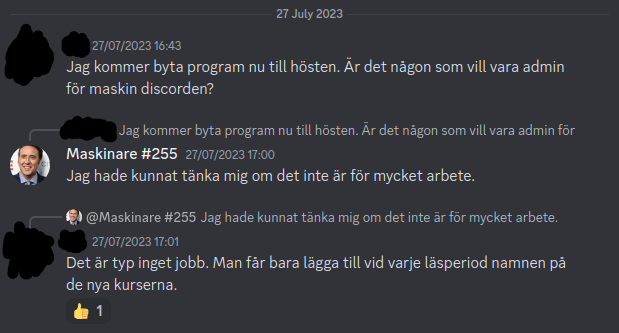 27 July 2023
27/07/2023 16:43
Jag kommer byta program nu till hösten. Är det någon som vill vara admin
för maskin discorden?
Jag kommer byta program nu till hösten. Är det någon som vill vara admin för
Maskinare #255 27/07/2023 17:00
Jag hade kunnat tänka mig om det inte är för mycket arbete.
@Maskinare #255 Jag hade kunnat tänka mig om det inte är för mycket arbete.
27/07/2023 17:01
Det är typ inget jobb. Man får bara lägga till vid varje läsperiod namnen på
de nya kurserna.
👍 1